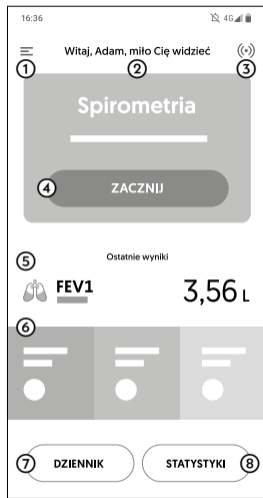 16:36 4G
Witaj, Adam, miło Cię widzieć
1 2 3
Spirometria
4 ZACZNIJ
5 Ostatnie wyniki
FEV1 3,56 L
6
7 DZIENNIK STATYSTYKI 8